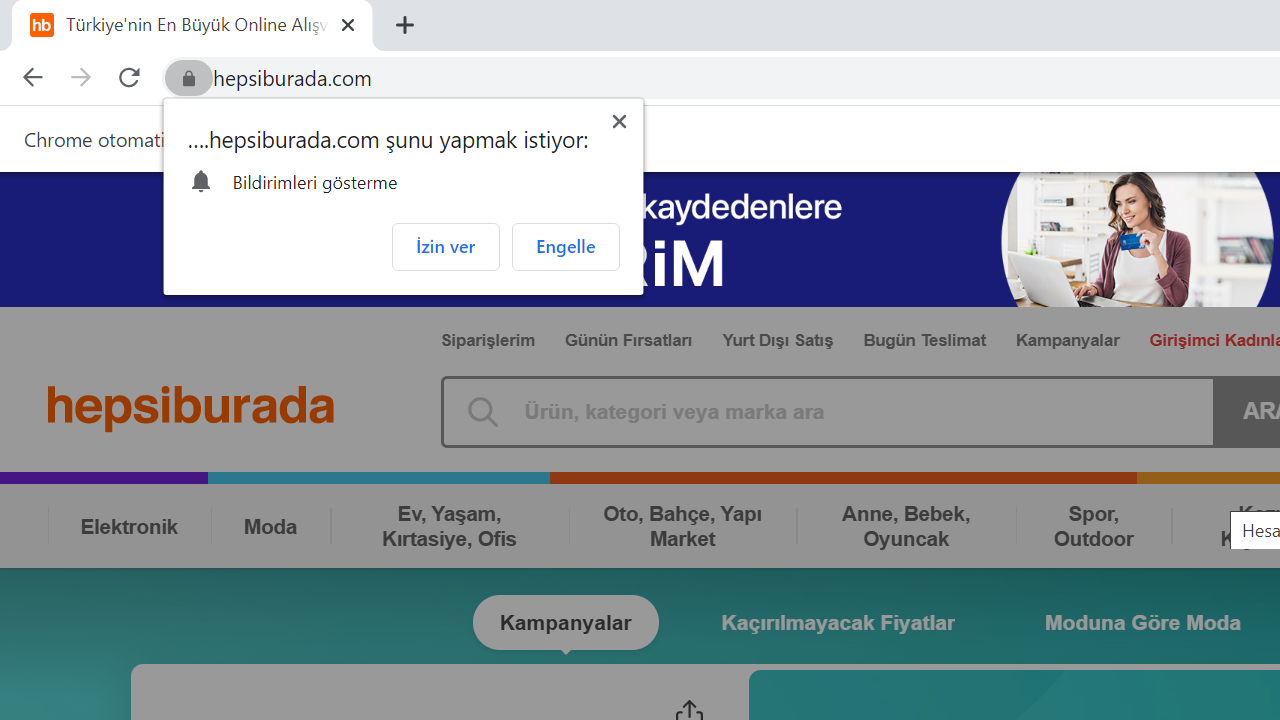 hb Türkiye'nin En Büyük Online Alışv
hepsiburada.com
Chrome otomati
....hepsiburada.com şunu yapmak istiyor:
Bildirimleri gösterme
İzin ver Engelle
kaydedenlere
RiM
Siparişlerim Günün Fırsatları Yurt Dışı Satış Bugün Teslimat Kampanyalar Girişimci Kadınla
hepsiburada
Ürün, kategori veya marka ara
ARA
Elektronik
Moda
Ev, Yaşam,
Kırtasiye, Ofis
Oto, Bahçe, Yapı
Market
Anne, Bebek,
Oyuncak
Spor,
Outdoor
Hesa
Kampanyalar Kaçırılmayacak Fiyatlar Moduna Göre Moda